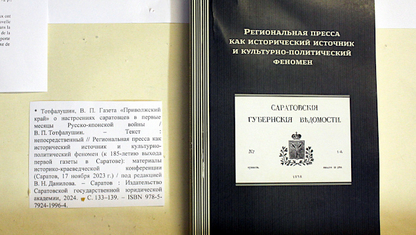 • Тотфалушин, В. П. Газета «Приволжский
край» о настроениях саратовцев в первые
месяцы Русско-японской войны /
В. П. Тотфалушин. – Текст :
непосредственный // Региональная пресса как
исторический источник и культурно-
политический феномен (к 185-летию выхода
первой газеты в Саратове): материалы
историко-краеведческой конференции
(Саратов, 17 ноября 2023 г.) / под редакцией
В. Н. Данилова. – Саратов : Издательство
Саратовской государственной юридической
академии, 2024. – С. 133–139. – ISBN 978-5-
7924-1996-4.
Региональная пресса
как исторический источник
и культурно-политический
феномен
САРАТОВСКІЯ
ГУБЕРНСКІЯ ВѢДОМОСТИ.